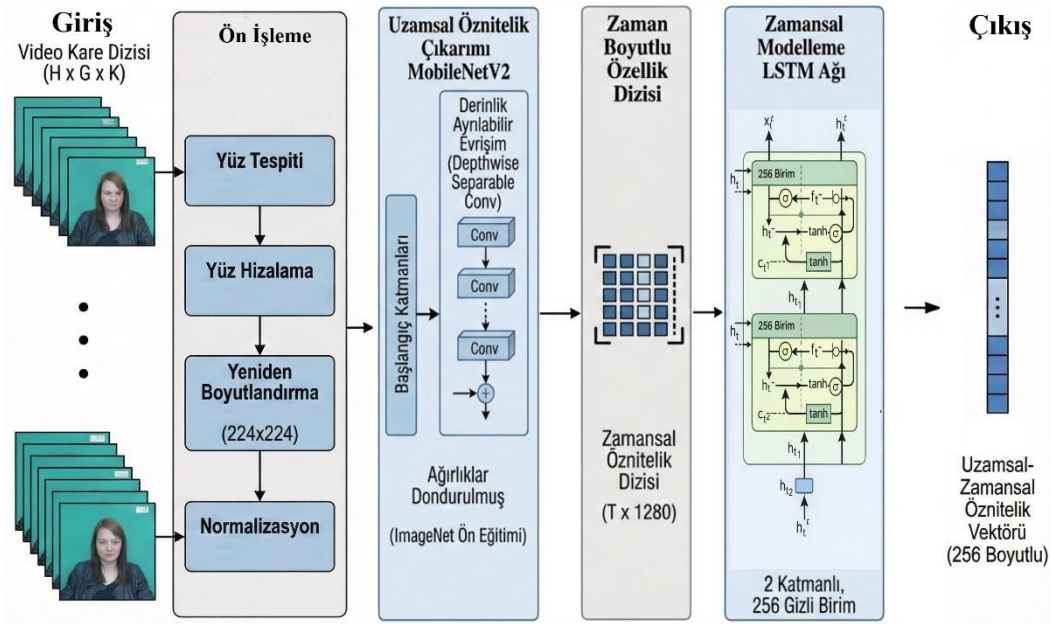 Giriş
Video Kare Dizisi
(H x G x K)
Ön İşleme
Yüz Tespiti
Yüz Hizalama
Yeniden
Boyutlandırma
(224x224)
Normalizasyon
Uzamsal Öznitelik
Çıkarımı
MobileNetV2
Başlangıç Katmanları
Derinlik
Ayrılabilir
Evrişim
(Depthwise
Separable
Conv)
Conv
Conv
Conv
+
Ağırlıklar
Dondurulmuş
(ImageNet Ön Eğitimi)
Zaman
Boyutlu
Özellik
Dizisi
Zamansal
Öznitelik
Dizisi
(T x 1280)
Zamansal
Modelleme
LSTM Ağı
256 Birim
σ
tanh
σ
tanh
256 Birim
σ
tanh
σ
tanh
2 Katmanlı,
256 Gizli Birim
Çıkış
Uzamsal-
Zamansal
Öznitelik
Vektörü
(256 Boyutlu)